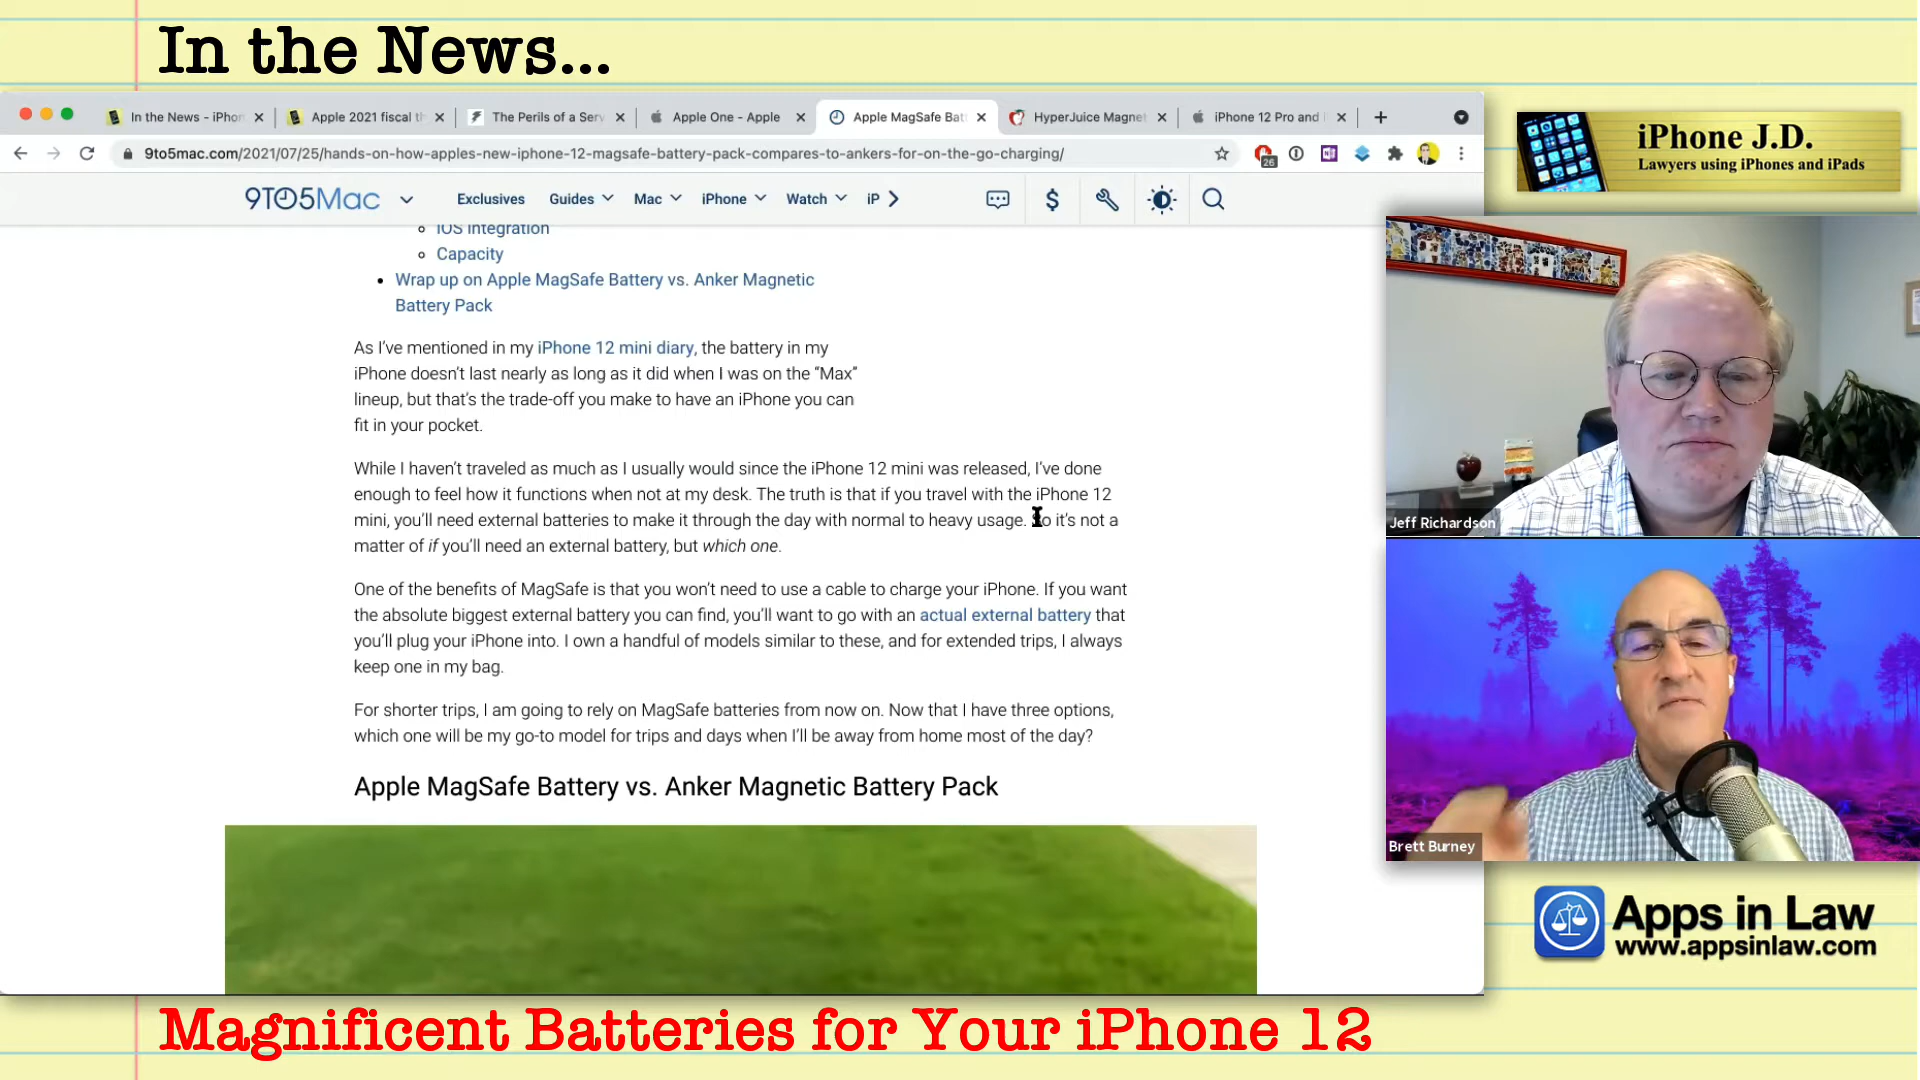 In the News...
In the News - iPhon
Apple 2021 fiscal th
The Perils of a Serv
Apple One - Apple
Apple MagSafe Bat
HyperJuice Magnet
iPhone 12 Pro and
9to5mac.com/2021/07/25/hands-on-how-apples-new-iphone-12-magsafe-battery-pack-compares-to-ankers-for-on-the-go-charging/
26
9TO5Mac
Exclusives
Guides
Mac
iPhone
Watch
iP
$
iOS integration
Capacity
Wrap up on Apple MagSafe Battery vs. Anker Magnetic
Battery Pack
As I’ve mentioned in my iPhone 12 mini diary, the battery in my
iPhone doesn’t last nearly as long as it did when I was on the “Max”
lineup, but that’s the trade-off you make to have an iPhone you can
fit in your pocket.
While I haven’t traveled as much as I usually would since the iPhone 12 mini was released, I’ve done
enough to feel how it functions when not at my desk. The truth is that if you travel with the iPhone 12
mini, you’ll need external batteries to make it through the day with normal to heavy usage. So it’s not a
matter of if you’ll need an external battery, but which one.
One of the benefits of MagSafe is that you won’t need to use a cable to charge your iPhone. If you want
the absolute biggest external battery you can find, you’ll want to go with an actual external battery that
you’ll plug your iPhone into. I own a handful of models similar to these, and for extended trips, I always
keep one in my bag.
For shorter trips, I am going to rely on MagSafe batteries from now on. Now that I have three options,
which one will be my go-to model for trips and days when I’ll be away from home most of the day?
Apple MagSafe Battery vs. Anker Magnetic Battery Pack
iPhone J.D.
Lawyers using iPhones and iPads
Jeff Richardson
Brett Burney
Apps in Law
www.appsinlaw.com
Magnificent Batteries for Your iPhone 12